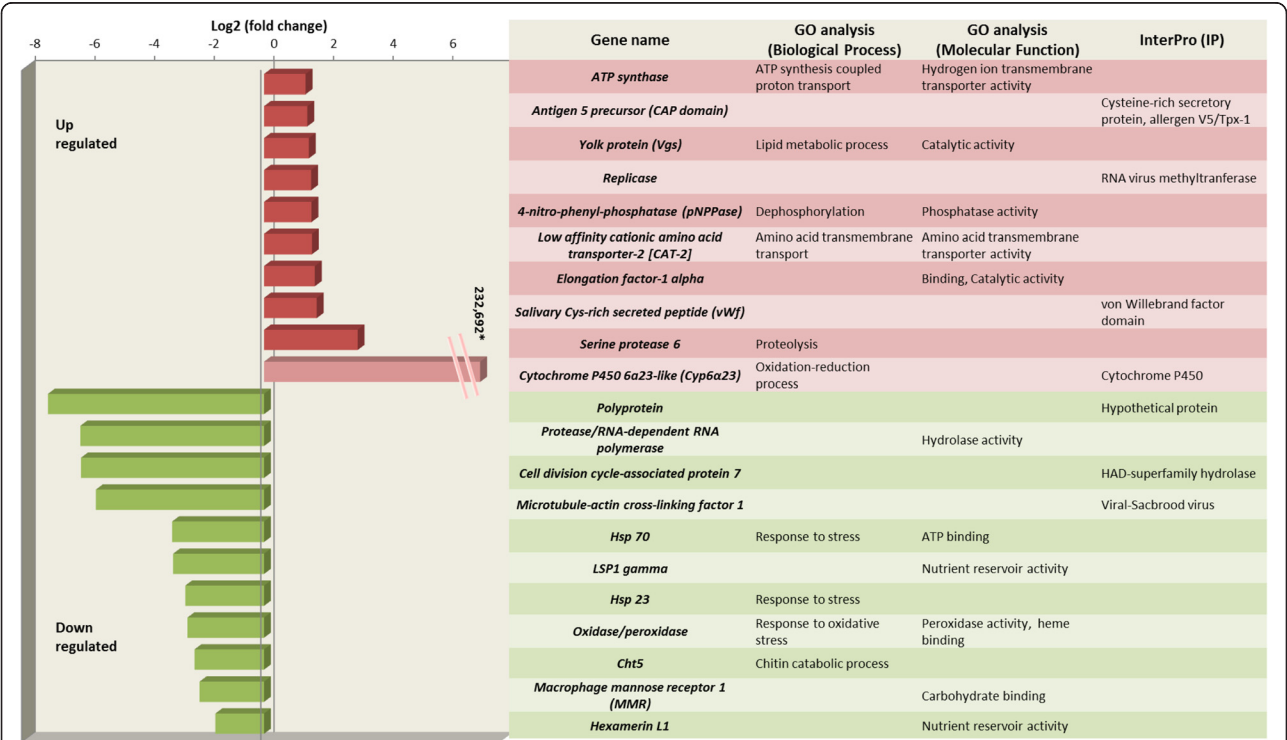 Log2 (fold change)
-8 -6 -4 -2 0 2 4 6
Up
regulated
232,692*
Down
regulated
Gene name
GO analysis
(Biological Process)
GO analysis
(Molecular Function)
InterPro (IP)
ATP synthase
ATP synthesis coupled
proton transport
Hydrogen ion transmembrane
transporter activity
Antigen 5 precursor (CAP domain)
Cysteine-rich secretory
protein, allergen V5/Tpx-1
Yolk protein (Vgs)
Lipid metabolic process
Catalytic activity
Replicase
RNA virus methyltranferase
4-nitro-phenyl-phosphatase (pNPPase)
Dephosphorylation
Phosphatase activity
Low affinity cationic amino acid
transporter-2 [CAT-2]
Amino acid transmembrane
transport
Amino acid transmembrane
transporter activity
Elongation factor-1 alpha
Binding, Catalytic activity
Salivary Cys-rich secreted peptide (vWf)
von Willebrand factor
domain
Serine protease 6
Proteolysis
Cytochrome P450 6a23-like (Cyp6α23)
Oxidation-reduction
process
Cytochrome P450
Polyprotein
Hypothetical protein
Protease/RNA-dependent RNA
polymerase
Hydrolase activity
Cell division cycle-associated protein 7
HAD-superfamily hydrolase
Microtubule-actin cross-linking factor 1
Viral-Sacbrood virus
Hsp 70
Response to stress
ATP binding
LSP1 gamma
Nutrient reservoir activity
Hsp 23
Response to stress
Oxidase/peroxidase
Response to oxidative
stress
Peroxidase activity, heme
binding
Cht5
Chitin catabolic process
Macrophage mannose receptor 1
(MMR)
Carbohydrate binding
Hexamerin L1
Nutrient reservoir activity